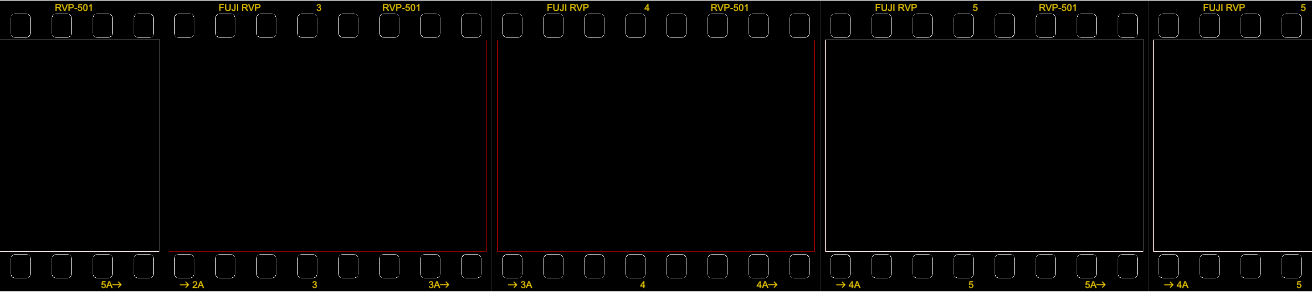 RVP-501 FUJI RVP 3 RVP-501 FUJI RVP 4 RVP-501 FUJI RVP 5 RVP-501 FUJI RVP 5
5A→ →2A 3 3A→ →3A 4 4A→ →4A 5 5A→ →4A 5